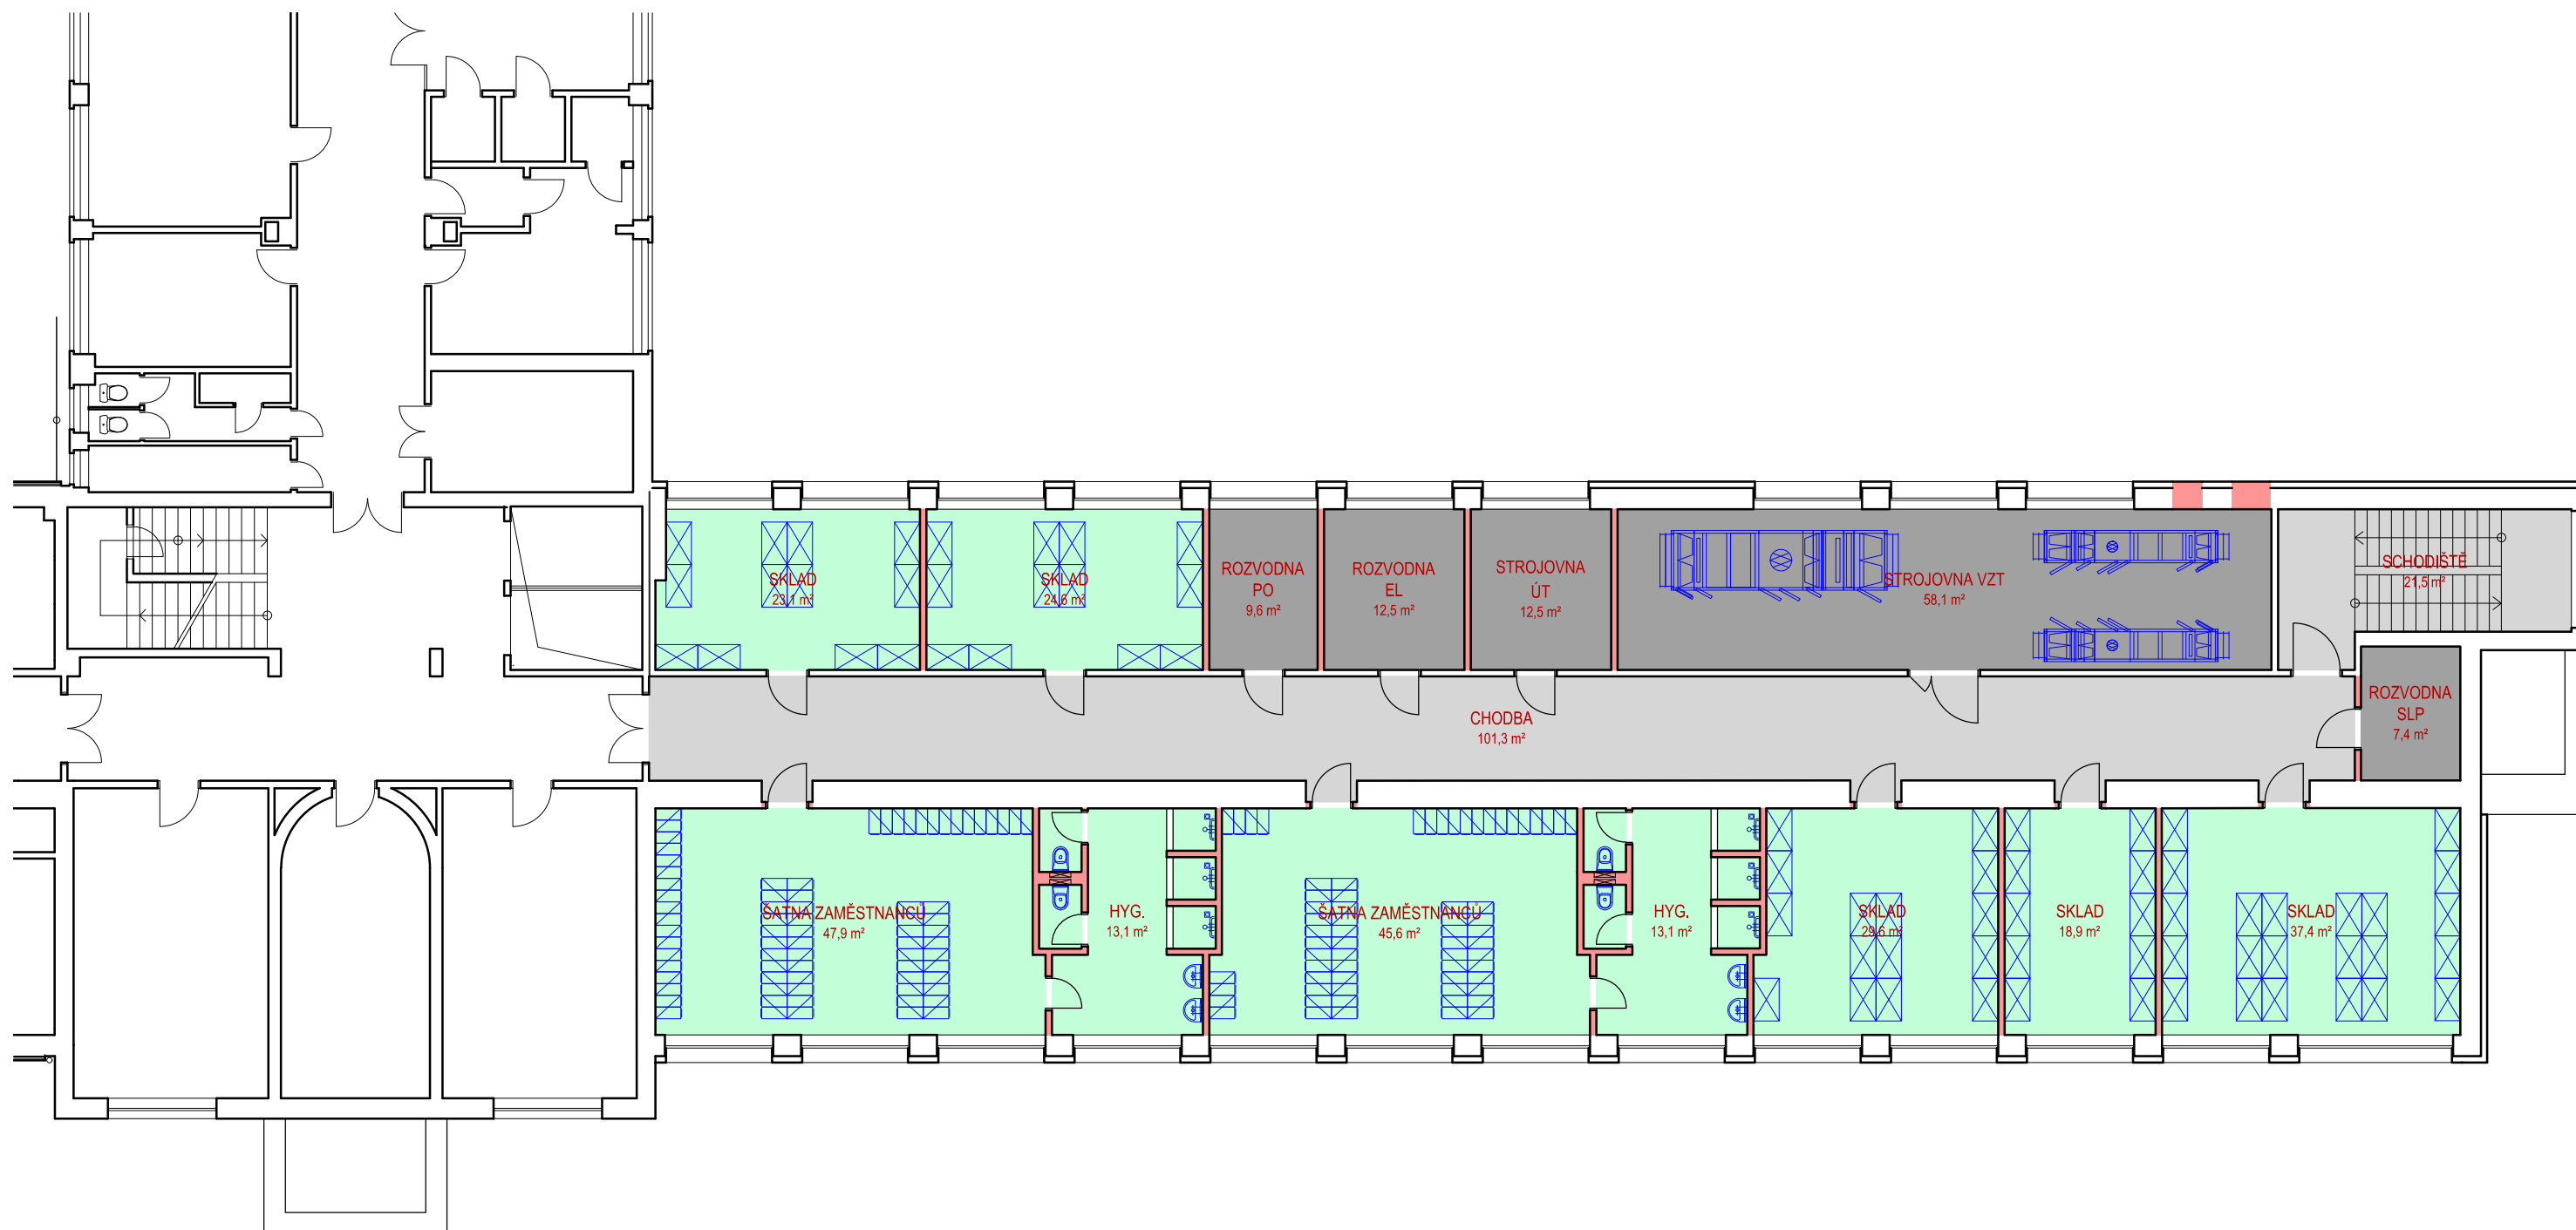 SKLAD
23,1 m²
SKLAD
24,6 m²
ROZVODNA
PO
9,6 m²
ROZVODNA
EL
12,5 m²
STROJOVNA
ÚT
12,5 m²
STROJOVNA VZT
58,1 m²
SCHODIŠTĚ
21,5 m²
CHODBA
101,3 m²
ROZVODNA
SLP
7,4 m²
ŠATNA ZAMĚSTNANCŮ
47,9 m²
HYG.
13,1 m²
ŠATNA ZAMĚSTNANCŮ
45,6 m²
HYG.
13,1 m²
SKLAD
29,6 m²
SKLAD
18,9 m²
SKLAD
37,4 m²